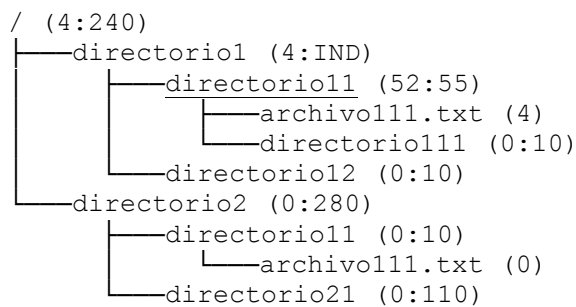 / (4:240)
directorio1 (4:IND)
directorio11 (52:55)
archivo111.txt (4)
directorio111 (0:10)
directorio12 (0:10)
directorio2 (0:280)
directorio11 (0:10)
archivo111.txt (0)
directorio21 (0:110)